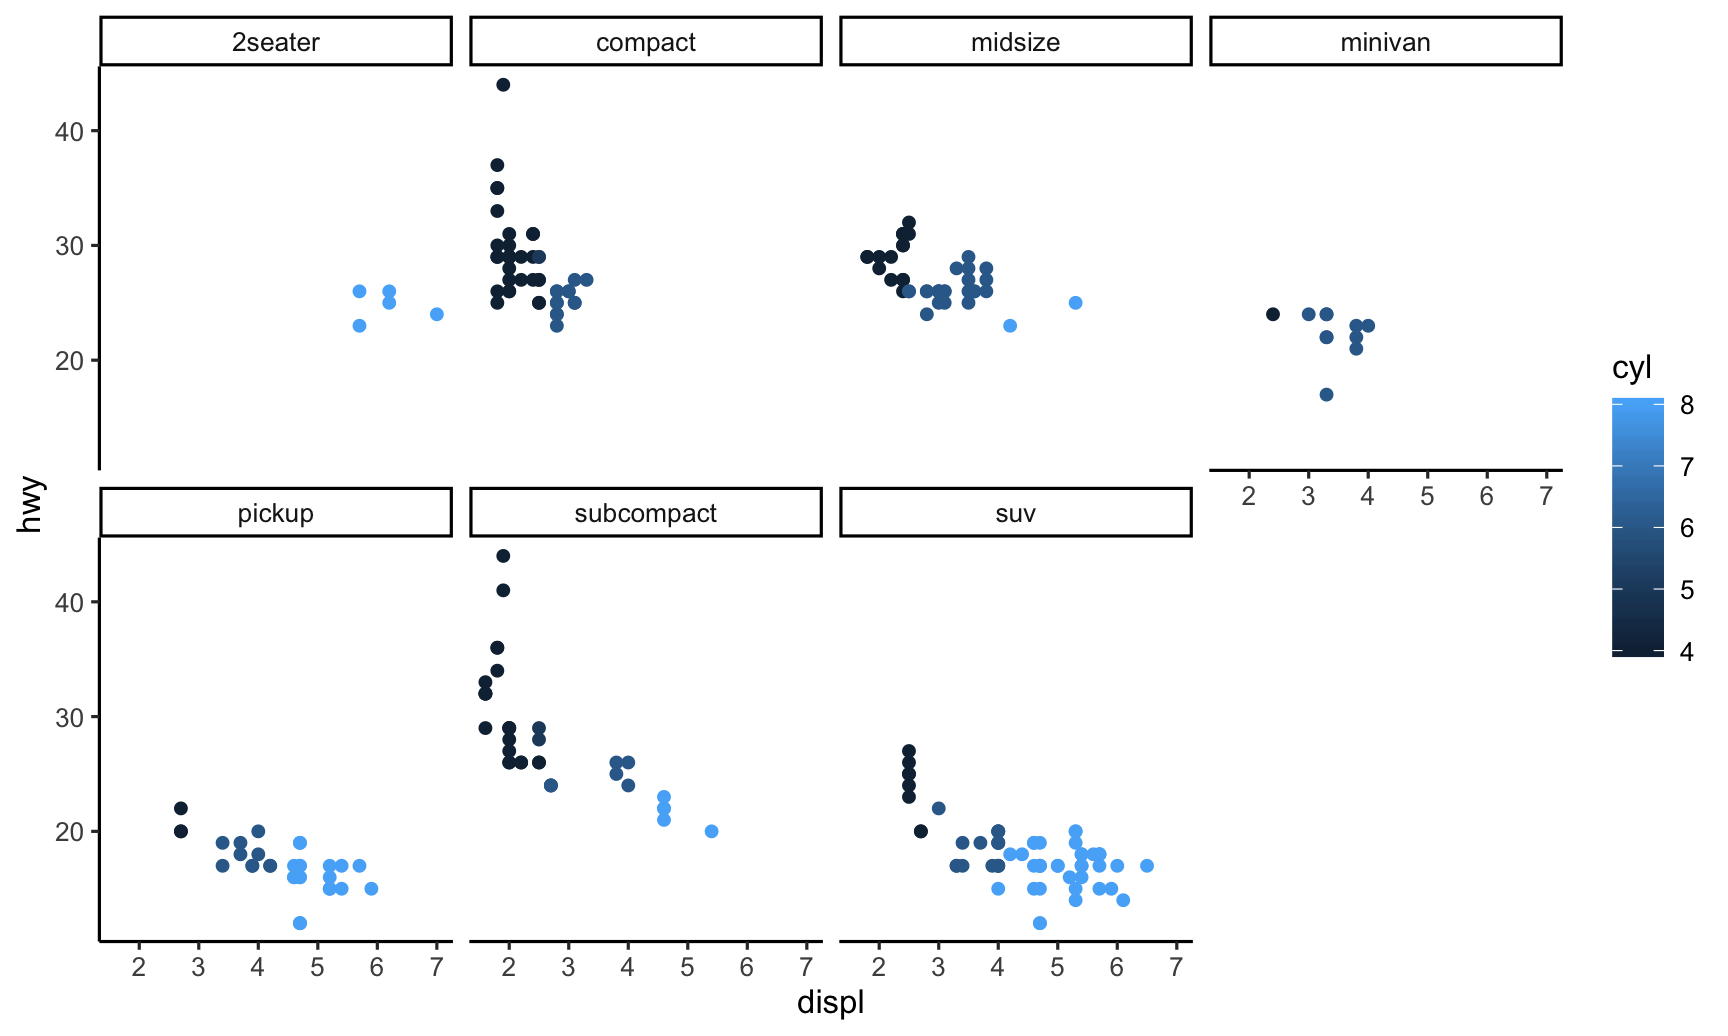 2seater compact midsize minivan
40
30
20
2 3 4 5 6 7
pickup subcompact suv
40
30
20
2 3 4 5 6 7 2 3 4 5 6 7 2 3 4 5 6 7
displ
hwy
cyl
8
7
6
5
4